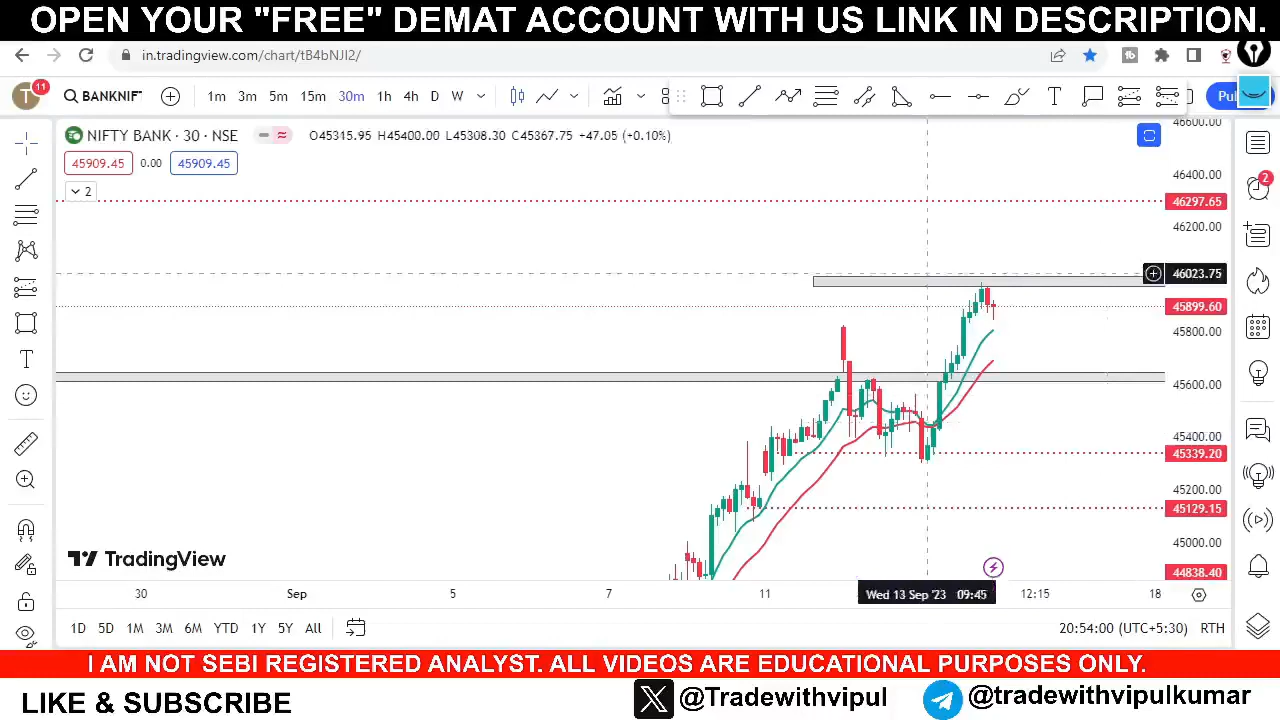 OPEN YOUR "FREE" DEMAT ACCOUNT WITH US LINK IN DESCRIPTION.
in.tradingview.com/chart/tB4bNJI2/
T 11 BANKNIF 1m 3m 5m 15m 30m 1h 4h D W T Pu
NIFTY BANK · 30 · NSE O45315.95 H45400.00 L45308.30 C45367.75 +47.05 (+0.10%)
45909.45 0.00 45909.45
2
46600.00
46400.00
46297.65
46200.00
46023.75
45899.60
45800.00
45600.00
45400.00
45339.20
45200.00
45129.15
45000.00
44838.40
T
2
TradingView
30 Sep 5 7 11 Wed 13 Sep '23 09:45 12:15 18
1D 5D 1M 3M 6M YTD 1Y 5Y All 20:54:00 (UTC+5:30) RTH
I AM NOT SEBI REGISTERED ANALYST. ALL VIDEOS ARE EDUCATIONAL PURPOSES ONLY.
LIKE & SUBSCRIBE X @Tradewithvipul @tradewithvipulkumar